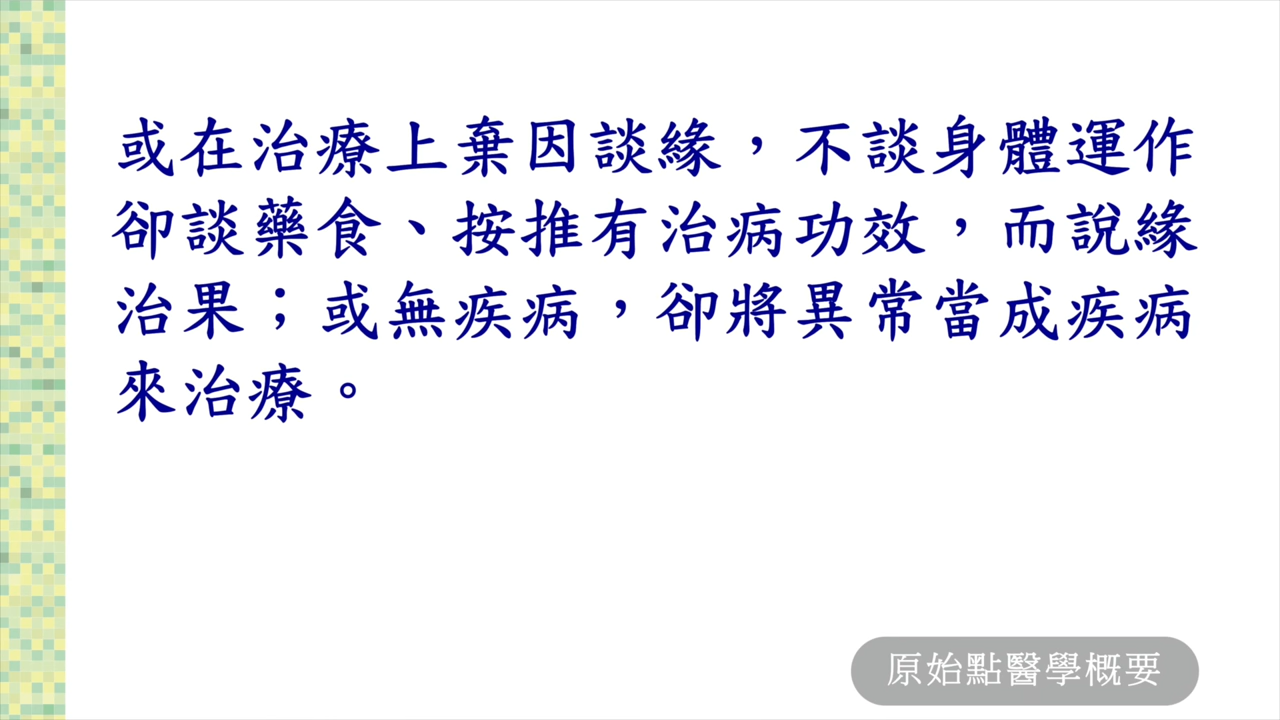 或在治療上棄因談緣，不談身體運作
卻談藥食、按推有治病功效，而說緣
治果；或無疾病，卻將異常當成疾病
來治療。
原始點醫學概要